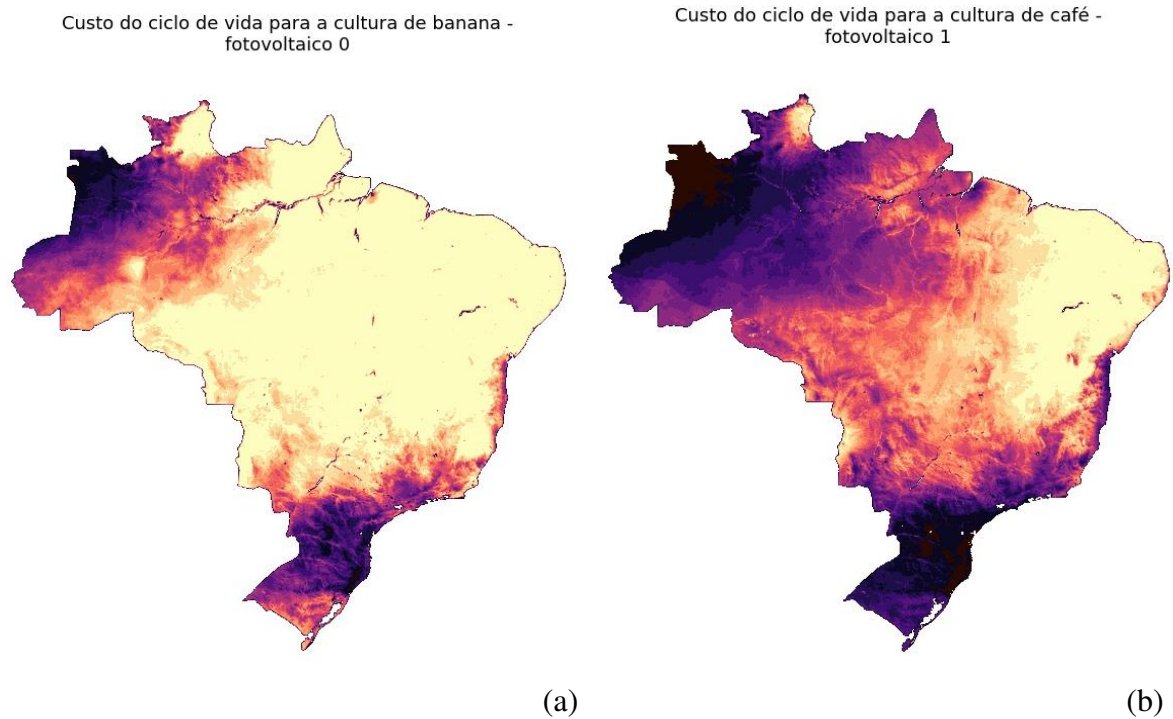 Custo do ciclo de vida para a cultura de banana -
fotovoltaico 0
Custo do ciclo de vida para a cultura de café -
fotovoltaico 1
(a)
(b)